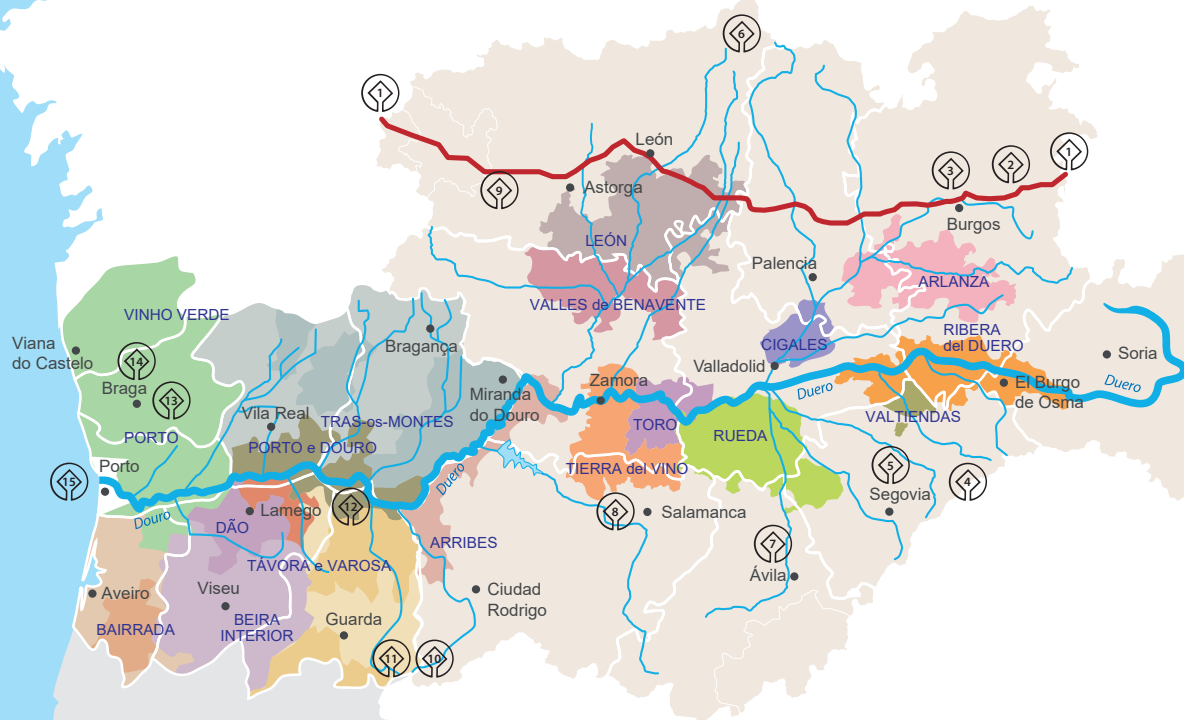 6
1
León
1
2
3
9
Astorga
Burgos
LEÓN
Palencia
ARLANZA
VALLES de BENAVENTE
VINHO VERDE
RIBERA
del DUERO
Viana
do Castelo
Bragança
CIGALES
Soria
14
Valladolid
Braga
13
Miranda
do Douro
Zamora
Duero
El Burgo
de Osma
Duero
Vila Real
TRAS-os-MONTES
TORO
VALTIENDAS
PORTO
PORTO e DOURO
RUEDA
Porto
TIERRA del VINO
5
15
Duero
4
Segovia
12
Lamego
8
Salamanca
Douro
DÃO
ARRIBES
7
TÁVORA e VAROSA
Ávila
Aveiro
Viseu
Ciudad
Rodrigo
BAIRRADA
BEIRA
INTERIOR
Guarda
11
10